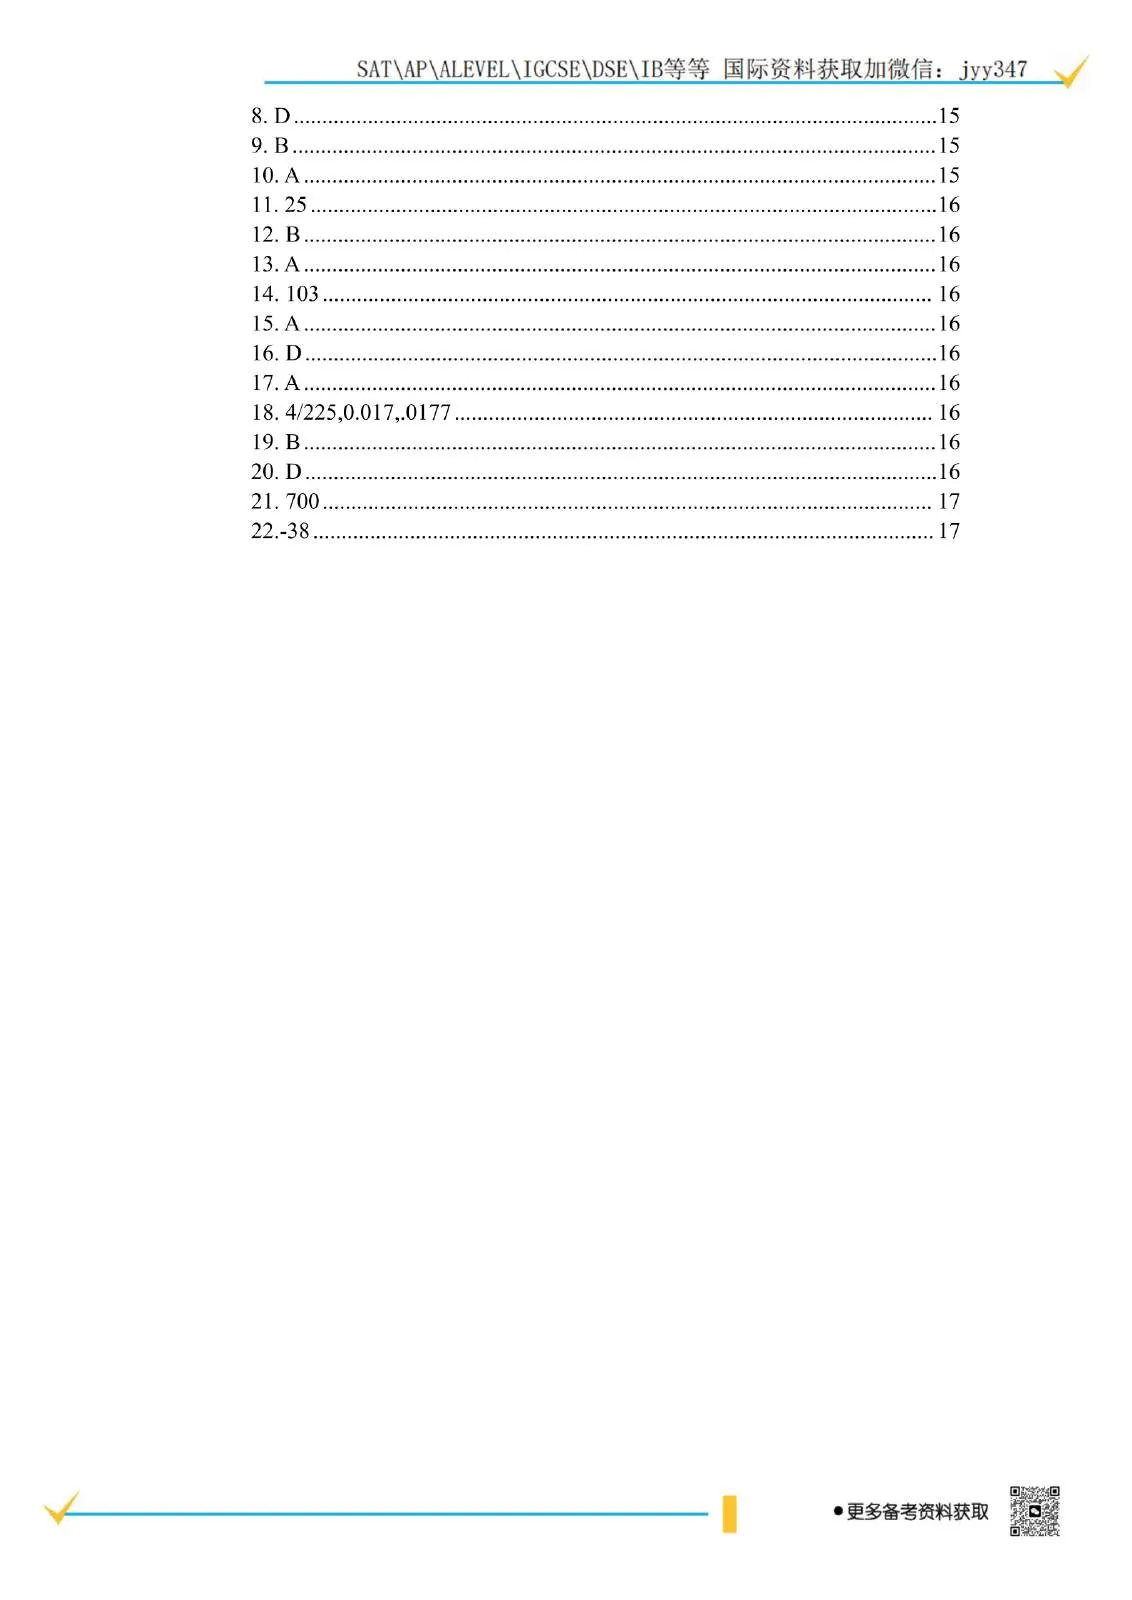 SAT\AP\ALEVEL\IGCSE\DSE\IB等等 国际资料获取加微信：jyy347
8. D........................................15
9. B........................................15
10. A........................................15
11. 25........................................16
12. B........................................16
13. A........................................16
14. 103........................................ 16
15. A........................................16
16. D........................................16
17. A........................................16
18. 4/225,0.017,.0177........................................ 16
19. B........................................16
20. D........................................16
21. 700........................................ 17
22.-38........................................ 17
●更多备考资料获取